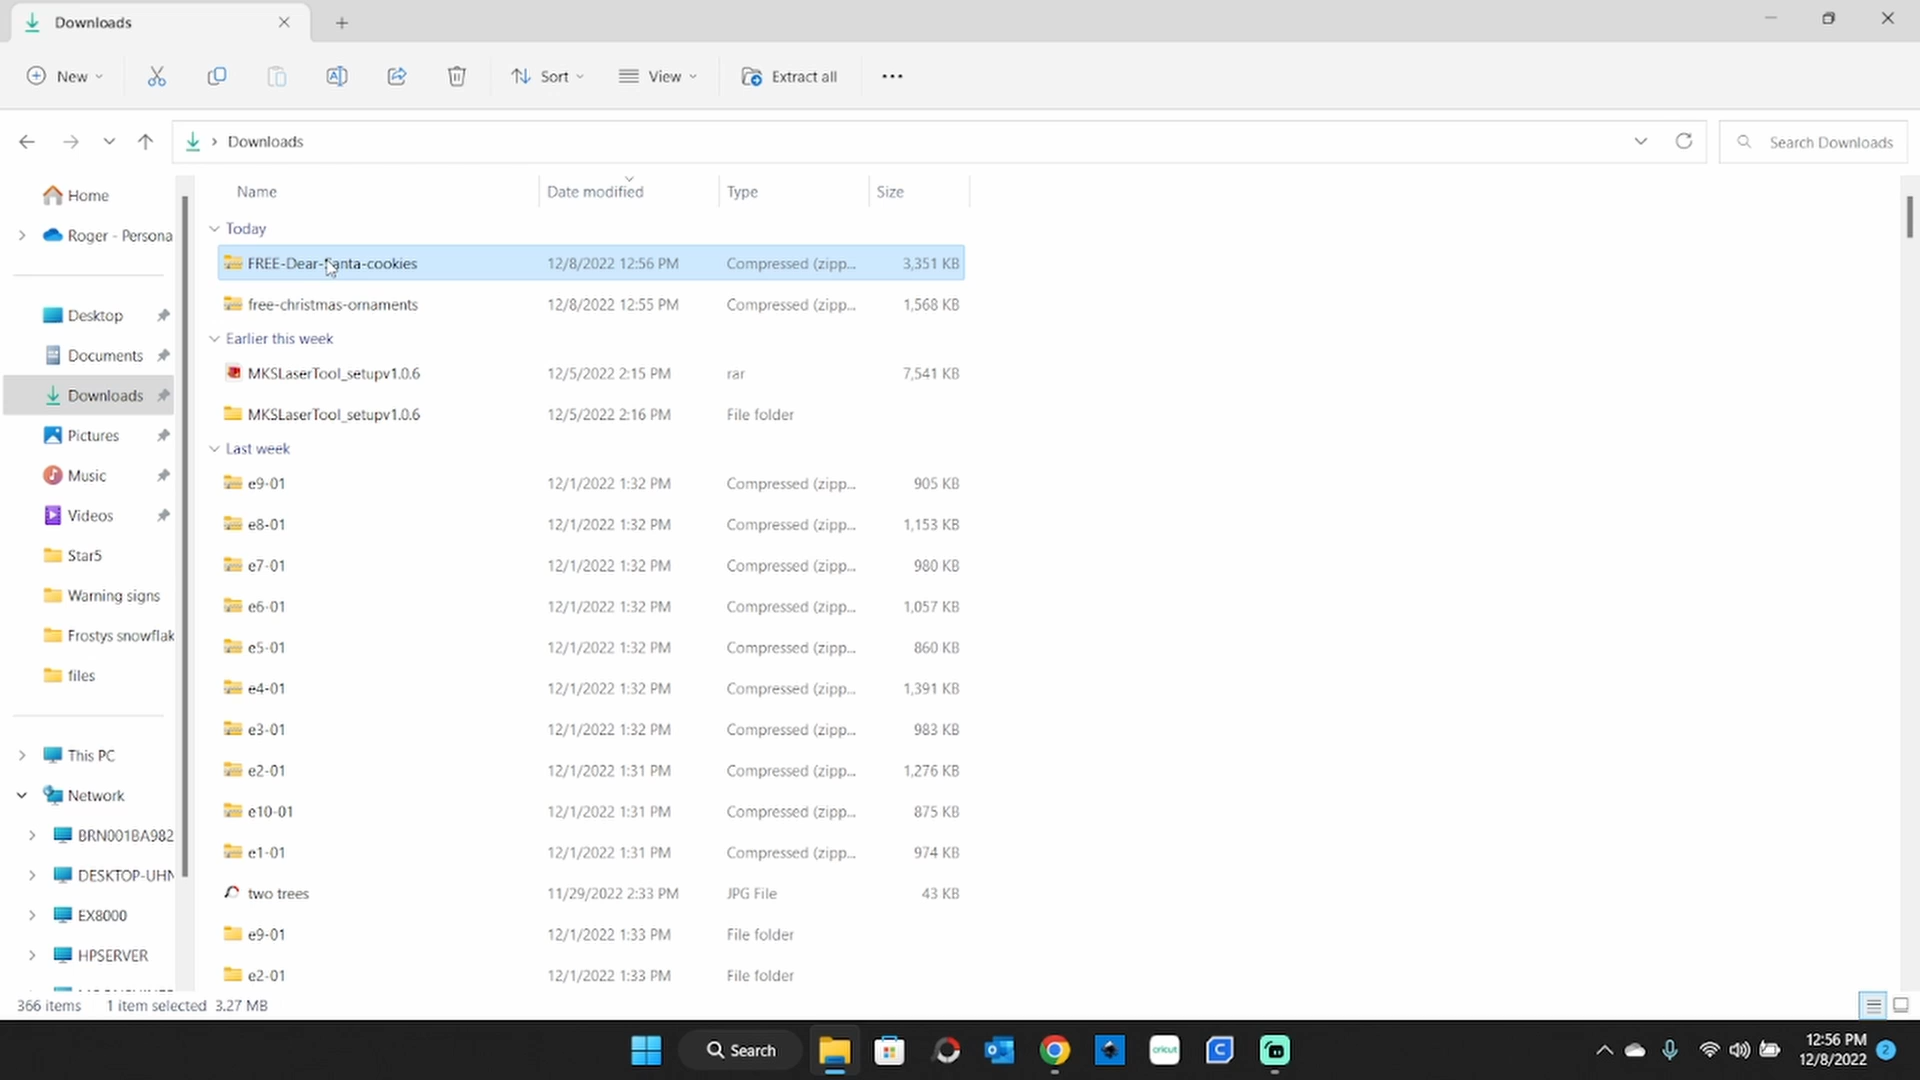 Downloads
New
Sort
View
Extract all
Downloads
Search Downloads
Home
Roger - Persona
Desktop
Documents
Downloads
Pictures
Music
Videos
Star5
Warning signs
Frostys snowflak
files
This PC
Network
BRN001BA982
DESKTOP-UHN
EX8000
HPSERVER
Name Date modified Type Size
Today
FREE-Dear-Santa-cookies 12/8/2022 12:56 PM Compressed (zipp... 3,351 KB
free-christmas-ornaments 12/8/2022 12:55 PM Compressed (zipp... 1,568 KB
Earlier this week
MKSLaserTool_setupv1.0.6 12/5/2022 2:15 PM rar 7,541 KB
MKSLaserTool_setupv1.0.6 12/5/2022 2:16 PM File folder
Last week
e9-01 12/1/2022 1:32 PM Compressed (zipp... 905 KB
e8-01 12/1/2022 1:32 PM Compressed (zipp... 1,153 KB
e7-01 12/1/2022 1:32 PM Compressed (zipp... 980 KB
e6-01 12/1/2022 1:32 PM Compressed (zipp... 1,057 KB
e5-01 12/1/2022 1:32 PM Compressed (zipp... 860 KB
e4-01 12/1/2022 1:32 PM Compressed (zipp... 1,391 KB
e3-01 12/1/2022 1:32 PM Compressed (zipp... 983 KB
e2-01 12/1/2022 1:31 PM Compressed (zipp... 1,276 KB
e10-01 12/1/2022 1:31 PM Compressed (zipp... 875 KB
e1-01 12/1/2022 1:31 PM Compressed (zipp... 974 KB
two trees 11/29/2022 2:33 PM JPG File 43 KB
e9-01 12/1/2022 1:33 PM File folder
e2-01 12/1/2022 1:33 PM File folder
366 items 1 item selected 3.27 MB
Search
cricut
12:56 PM
12/8/2022
2